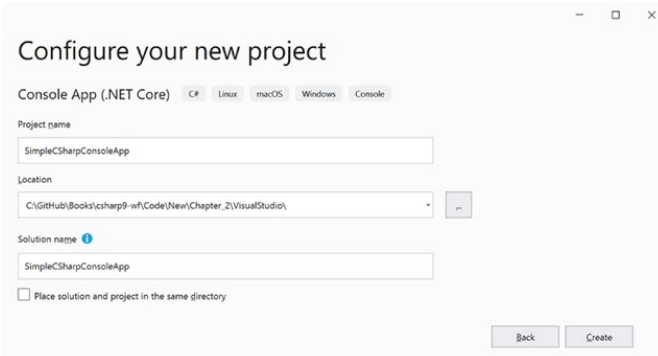 Configure your new project
Console App (.NET Core) C# Linux macOS Windows Console
Project name
SimpleCSharpConsoleApp
Location
C:\GitHub\Books\csharp9-wf\Code\New\Chapter_2\VisualStudio\
...
Solution name
SimpleCSharpConsoleApp
Place solution and project in the same directory
Back Create